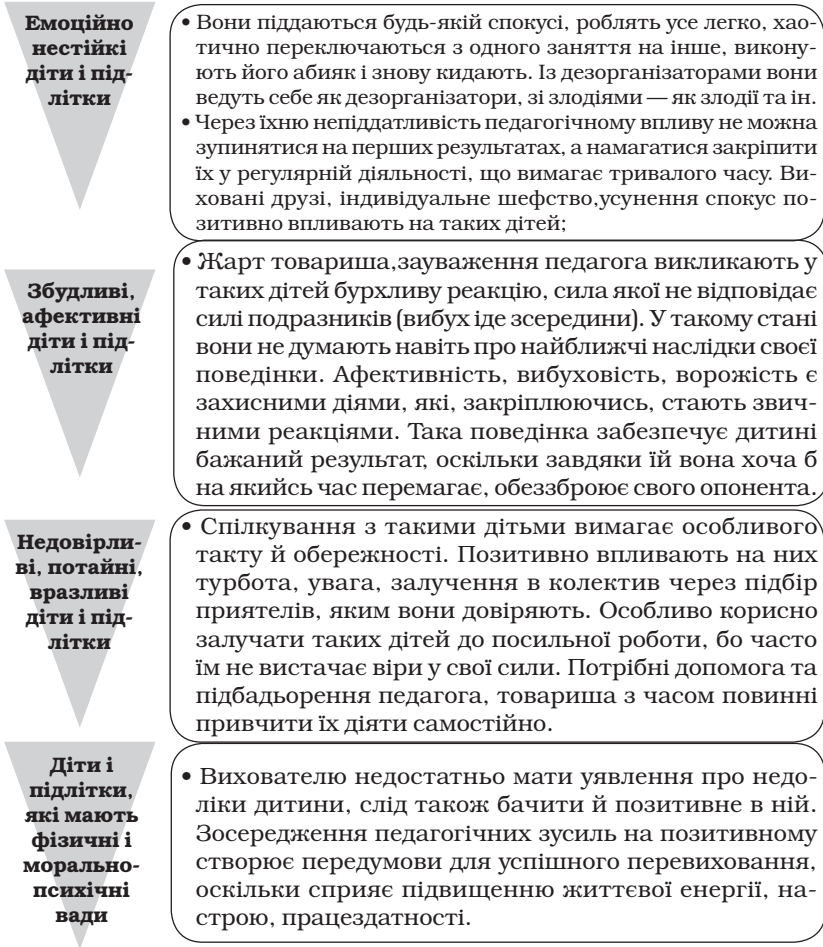 Емоційно
нестійкі
діти і під-
літки
• Вони піддаються будь-якій спокусі, роблять усе легко, хао-
тично переключаються з одного заняття на інше, викону-
ють його абияк і знову кидають. Із дезорганізаторами вони
ведуть себе як дезорганізатори, зі злодіями — як злодії та ін.
• Через їхню непіддатливість педагогічному впливу не можна
зупинятися на перших результатах, а намагатися закріпити
їх у регулярній діяльності, що вимагає тривалого часу. Ви-
ховані друзі, індивідуальне шефство,усунення спокус по-
зитивно впливають на таких дітей;
Збудливі,
афективні
діти і під-
літки
• Жарт товариша,зауваження педагога викликають у
таких дітей бурхливу реакцію, сила якої не відповідає
силі подразників (вибух іде зсередини). У такому стані
вони не думають навіть про найближчі наслідки своєї
поведінки. Афективність, вибуховість, ворожість є
захисними діями, які, закріплюючись, стають звич-
ними реакціями. Така поведінка забезпечує дитині
бажаний результат, оскільки завдяки їй вона хоча б
на якийсь час перемагає, обеззброює свого опонента.
Недовірли-
ві, потайні,
вразливі
діти і під-
літки
• Спілкування з такими дітьми вимагає особливого
такту й обережності. Позитивно впливають на них
турбота, увага, залучення в колектив через підбір
приятелів, яким вони довіряють. Особливо корисно
залучати таких дітей до посильної роботи, бо часто
їм не вистачає віри у свої сили. Потрібні допомога та
підбадьорення педагога, товариша з часом повинні
привчити їх діяти самостійно.
Діти і
підлітки,
які мають
фізичні і
морально-
психічні
вади
• Вихователю недостатньо мати уявлення про недо-
ліки дитини, слід також бачити й позитивне в ній.
Зосередження педагогічних зусиль на позитивному
створює передумови для успішного перевиховання,
оскільки сприяє підвищенню життєвої енергії, на-
строю, працездатності.